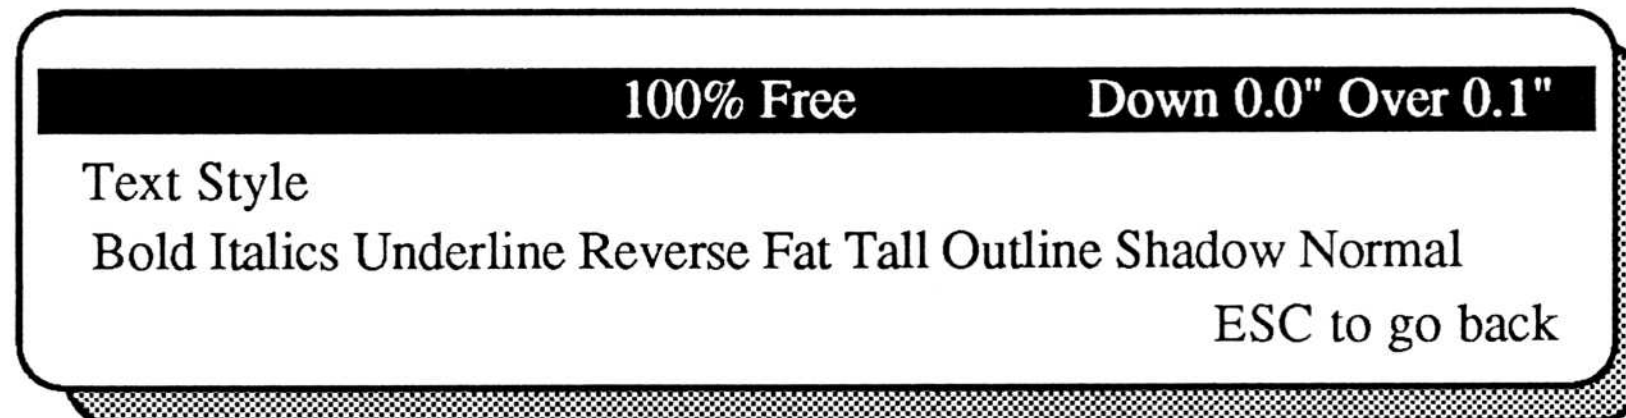 100% Free Down 0.0" Over 0.1"
Text Style
Bold Italics Underline Reverse Fat Tall Outline Shadow Normal
ESC to go back